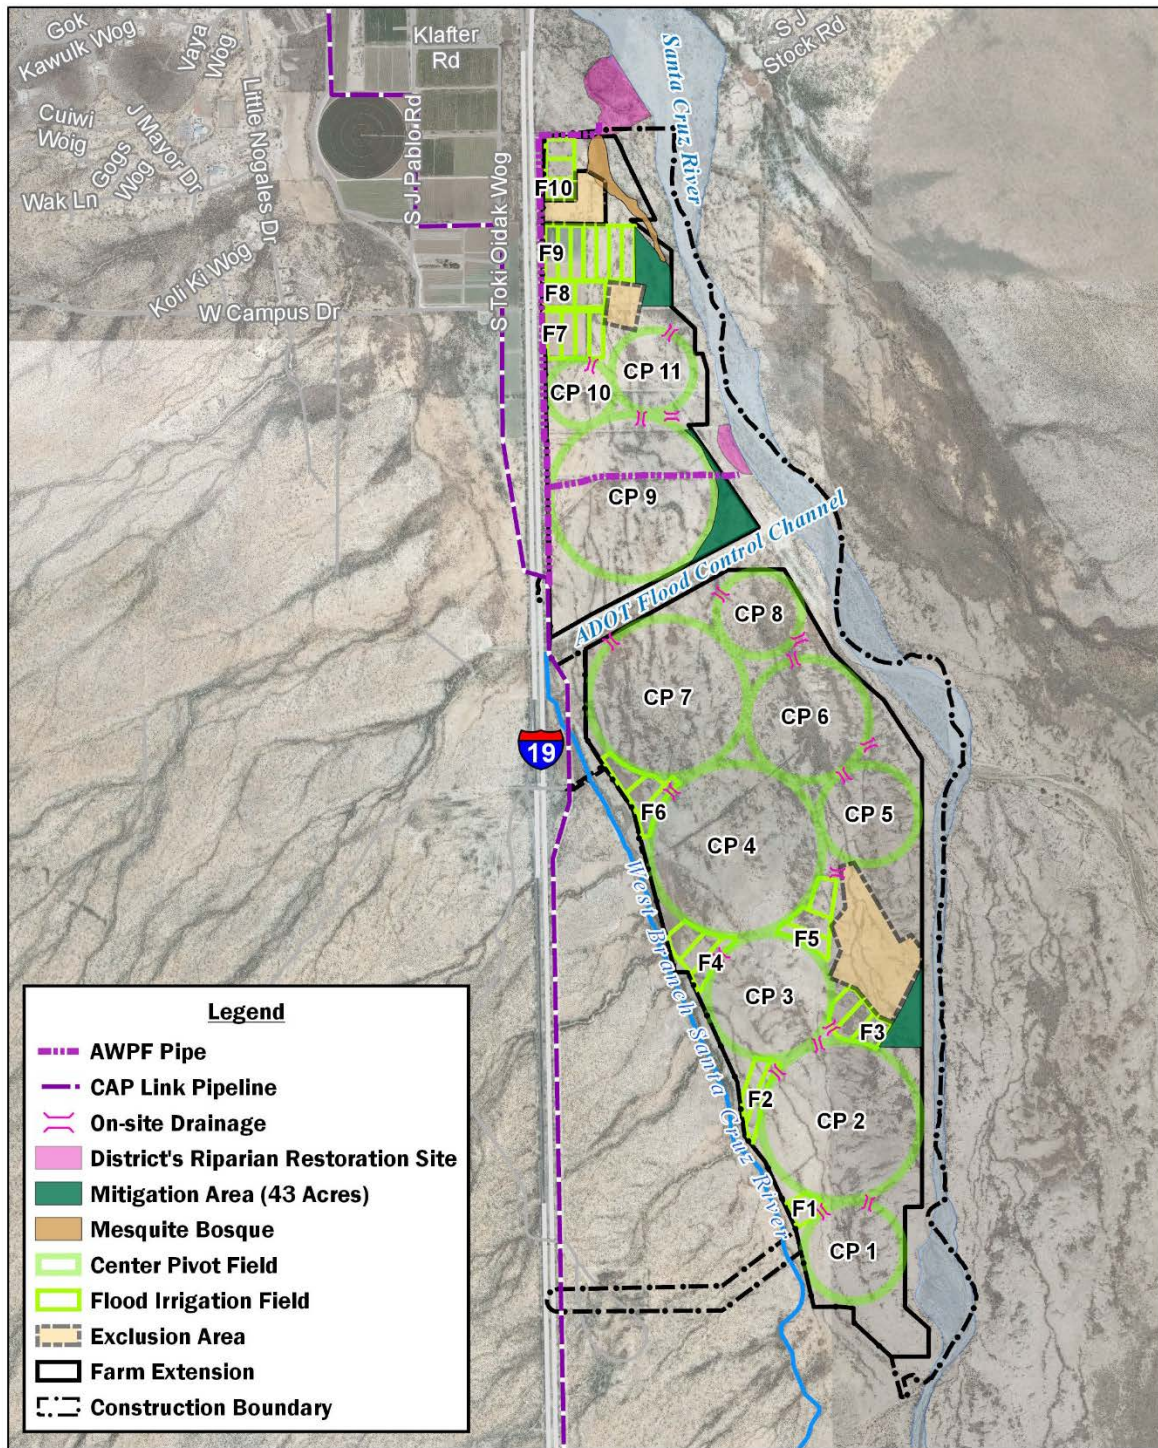 Gok
Kawulk Wog
Vaya
Wog
Klafter
Rd
S J
Stock Rd
Santa Cruz River
Cuiwi
Woig
J Mayor Dr
Gogs
Wog
Little Nogales Dr
S J Pablo Rd
S Toki Oidak Wog
Wak Ln
Koli Ki Wog
W Campus Dr
F10
F9
F8
F7
CP 11
CP 10
CP 9
ADOT Flood Control Channel
CP 8
CP 7
CP 6
19
CP 5
F6
CP 4
West Branch Santa Cruz River
F5
F4
CP 3
F3
F2
CP 2
F1
CP 1
Legend
AWPF Pipe
CAP Link Pipeline
On-site Drainage
District's Riparian Restoration Site
Mitigation Area (43 Acres)
Mesquite Bosque
Center Pivot Field
Flood Irrigation Field
Exclusion Area
Farm Extension
Construction Boundary